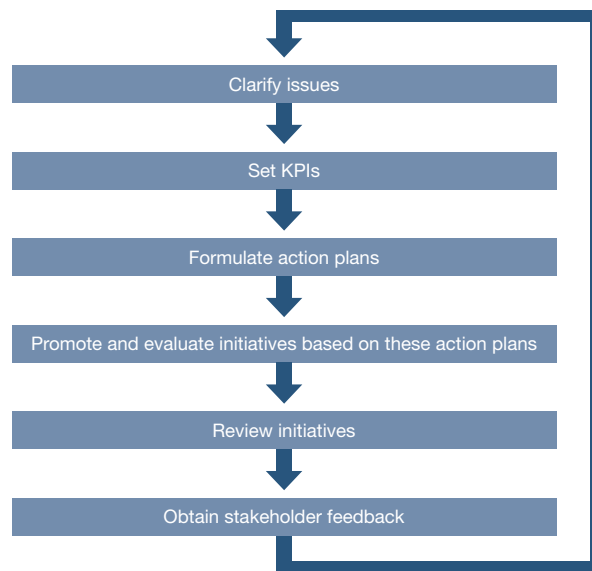 Clarify issues
Set KPIs
Formulate action plans
Promote and evaluate initiatives based on these action plans
Review initiatives
Obtain stakeholder feedback